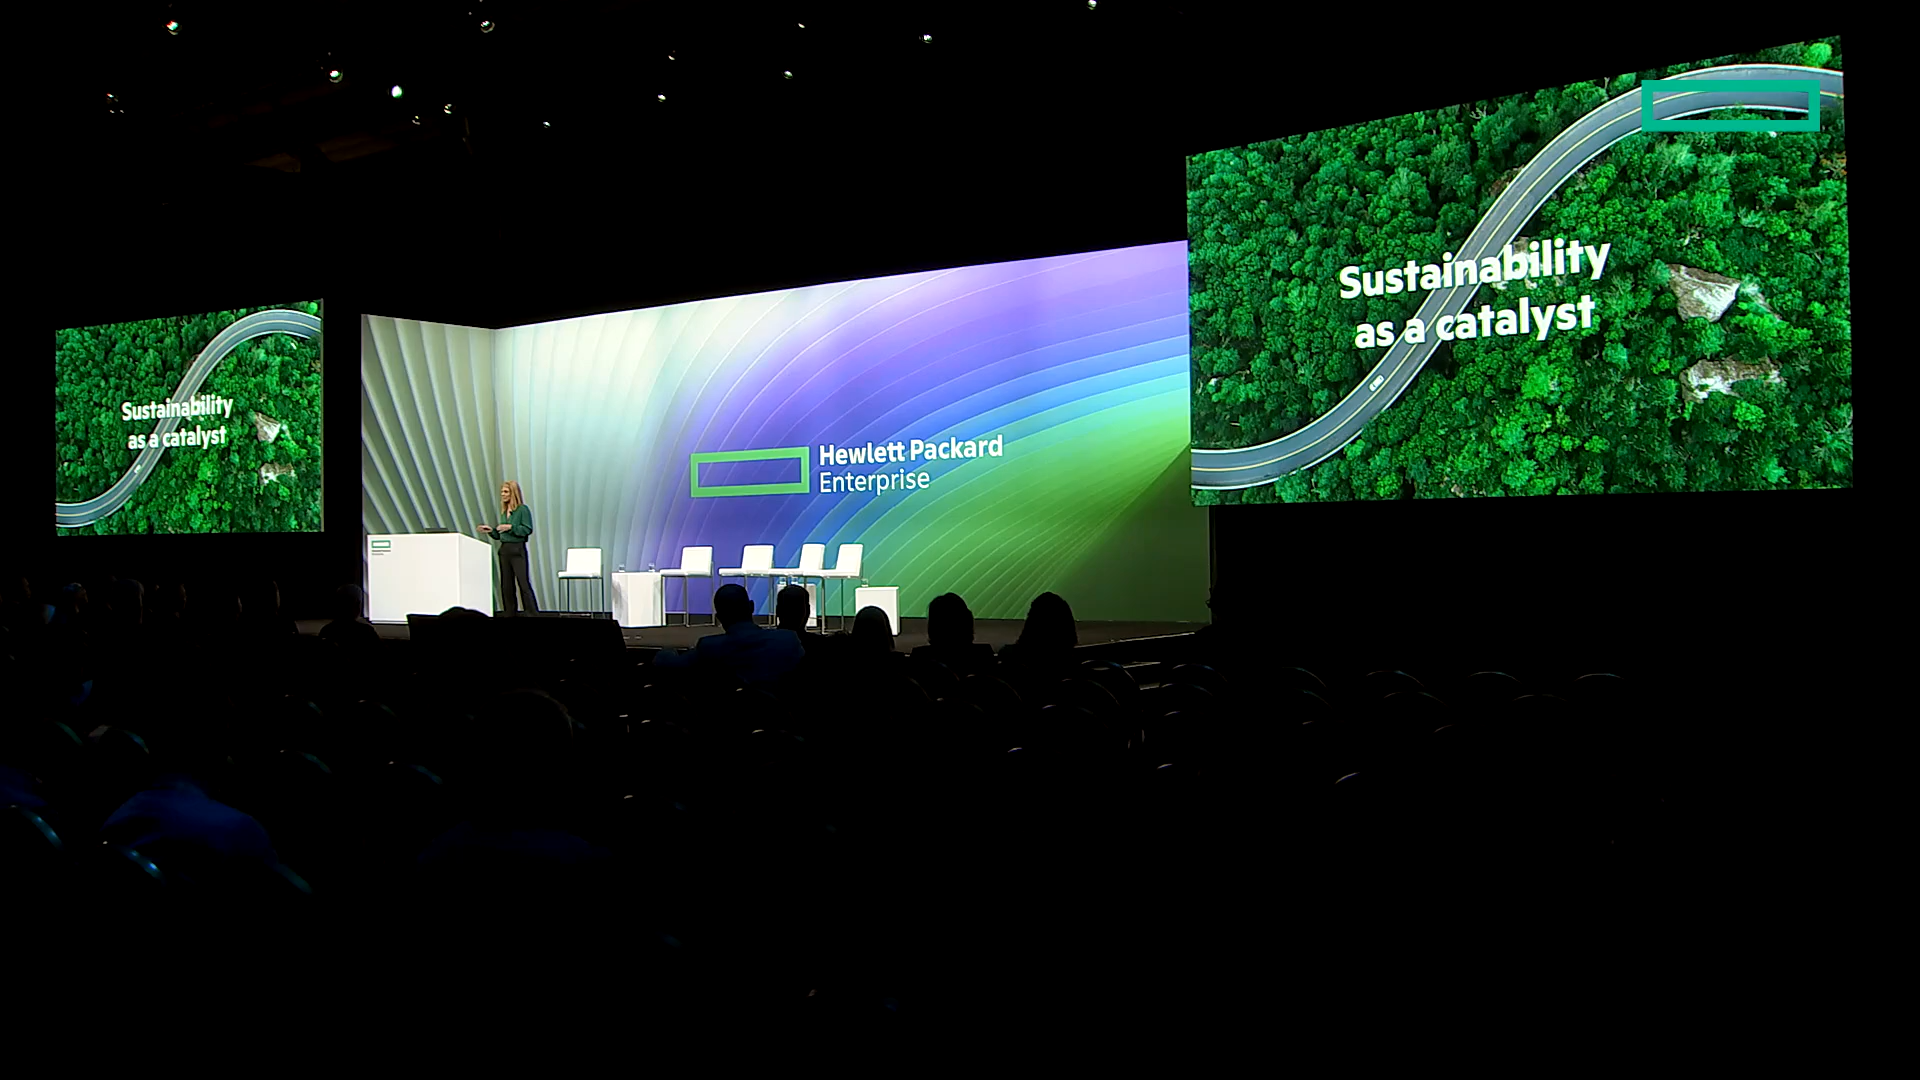 Sustainability
as a catalyst
Hewlett Packard
Enterprise
Sustainability
as a catalyst